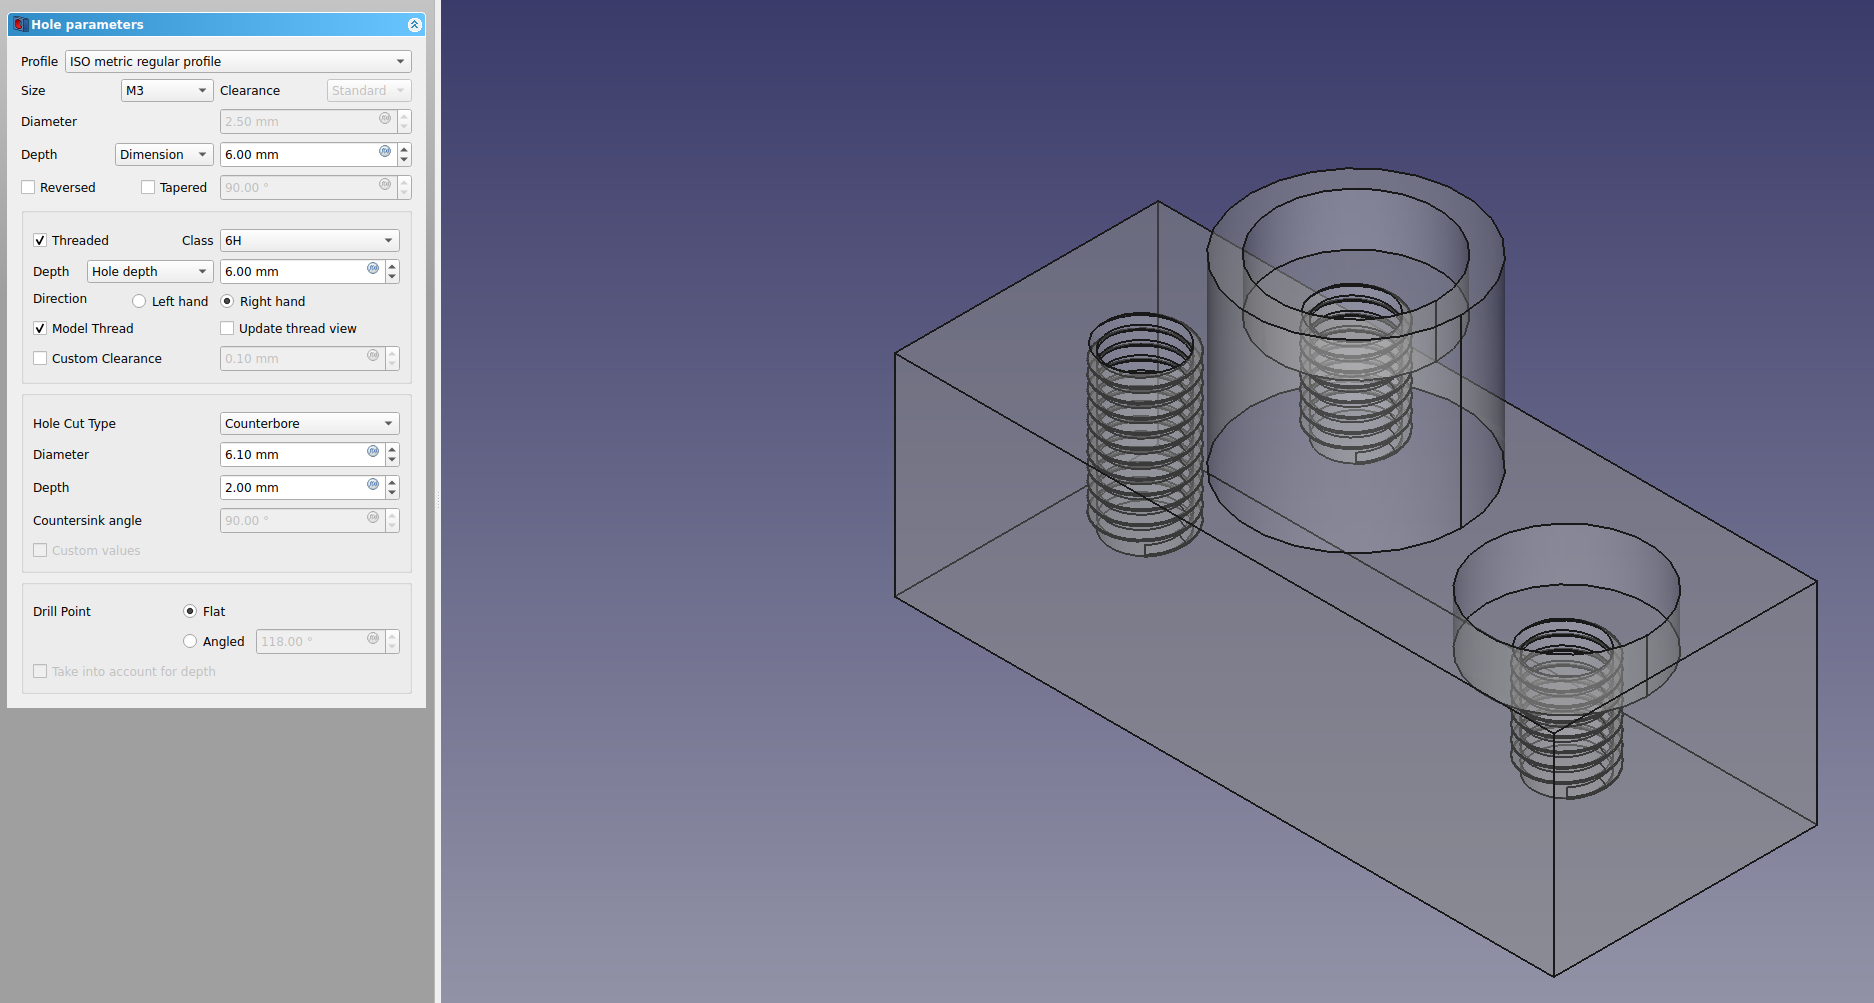 Hole parameters
Profile ISO metric regular profile
Size M3 Clearance Standard
Diameter 2.50 mm
Depth Dimension 6.00 mm
Reversed Tapered 90.00 °
Threaded Class 6H
Depth Hole depth 6.00 mm
Direction Left hand Right hand
Model Thread Update thread view
Custom Clearance 0.10 mm
Hole Cut Type Counterbore
Diameter 6.10 mm
Depth 2.00 mm
Countersink angle 90.00 °
Custom values
Drill Point Flat
Angled 118.00 °
Take into account for depth